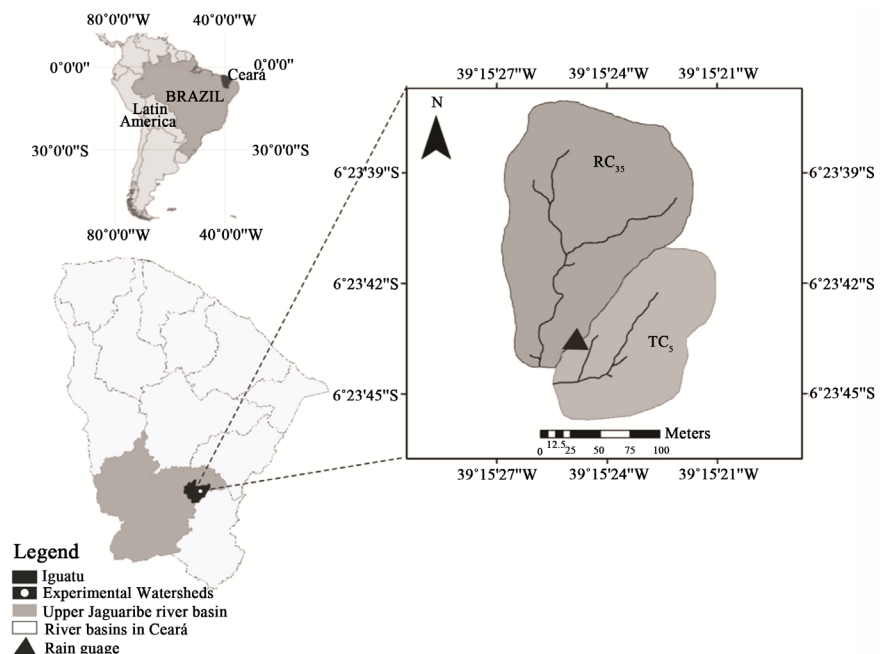 80°0'0"W 40°0'0"W
0°0'0" 0°0'0"
Ceará
BRAZIL
Latin
America
30°0'0"S 30°0'0"S
80°0'0"W 40°0'0"W
39°15'27"W 39°15'24"W 39°15'21"W
N
RC35
6°23'39"S 6°23'39"S
6°23'42"S 6°23'42"S
TC5
6°23'45"S 6°23'45"S
Meters
0 12.5 25 50 75 100
39°15'27"W 39°15'24"W 39°15'21"W
Legend
Iguatu
Experimental Watersheds
Upper Jaguaribe river basin
River basins in Ceará
Rain guage